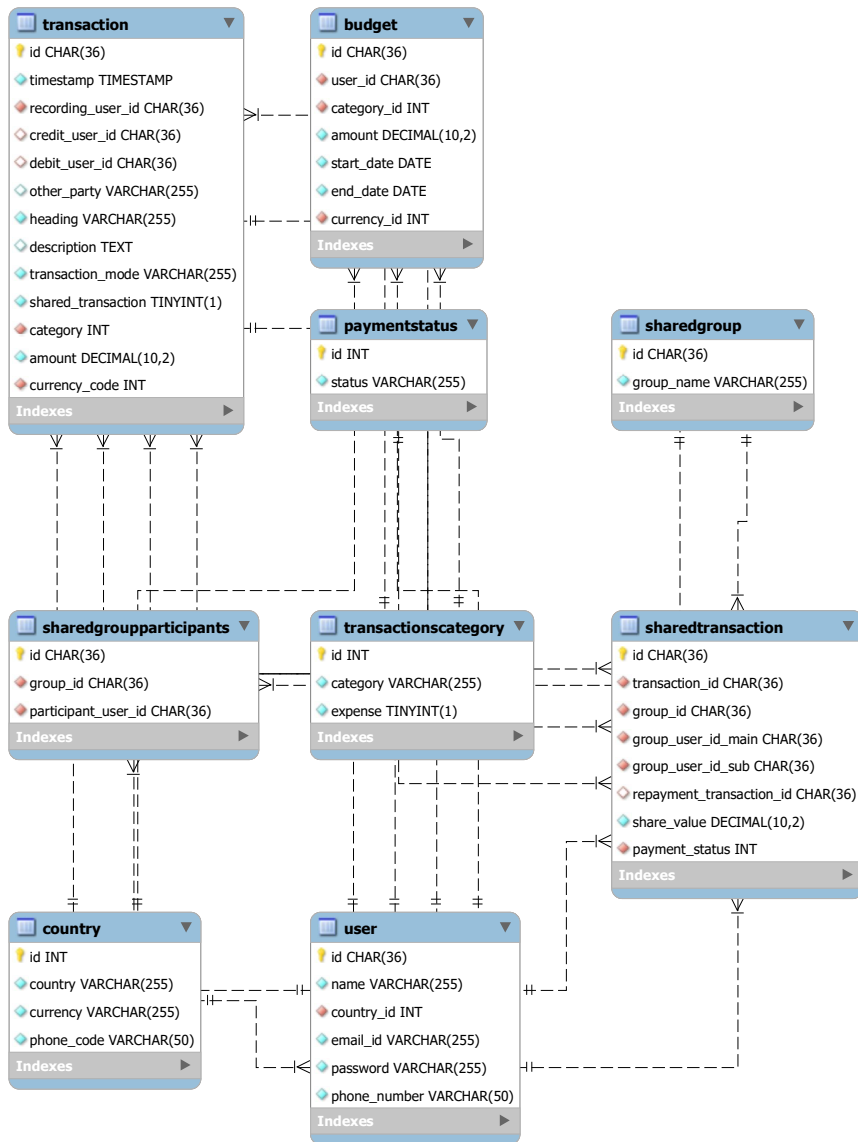 transaction
id CHAR(36)
timestamp TIMESTAMP
recording_user_id CHAR(36)
credit_user_id CHAR(36)
debit_user_id CHAR(36)
other_party VARCHAR(255)
heading VARCHAR(255)
description TEXT
transaction_mode VARCHAR(255)
shared_transaction TINYINT(1)
category INT
amount DECIMAL(10,2)
currency_code INT
Indexes
budget
id CHAR(36)
user_id CHAR(36)
category_id INT
amount DECIMAL(10,2)
start_date DATE
end_date DATE
currency_id INT
Indexes
paymentstatus
id INT
status VARCHAR(255)
Indexes
sharedgroup
id CHAR(36)
group_name VARCHAR(255)
Indexes
sharedgroupparticipants
id CHAR(36)
group_id CHAR(36)
participant_user_id CHAR(36)
Indexes
transactionscategory
id INT
category VARCHAR(255)
expense TINYINT(1)
Indexes
sharedtransaction
id CHAR(36)
transaction_id CHAR(36)
group_id CHAR(36)
group_user_id_main CHAR(36)
group_user_id_sub CHAR(36)
repayment_transaction_id CHAR(36)
share_value DECIMAL(10,2)
payment_status INT
Indexes
country
id INT
country VARCHAR(255)
currency VARCHAR(255)
phone_code VARCHAR(50)
Indexes
user
id CHAR(36)
name VARCHAR(255)
country_id INT
email_id VARCHAR(255)
password VARCHAR(255)
phone_number VARCHAR(50)
Indexes